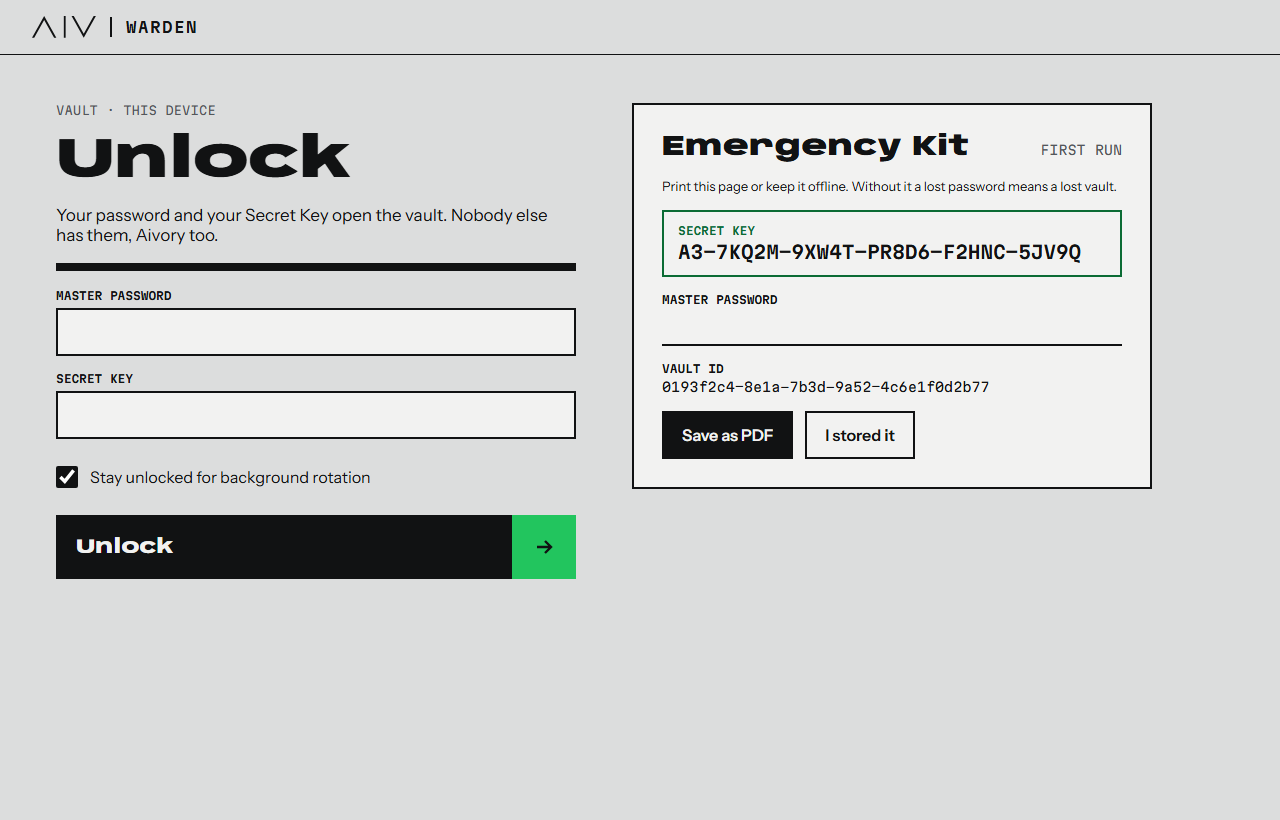 AIV | WARDEN
VAULT · THIS DEVICE
Unlock
Your password and your Secret Key open the vault. Nobody else
has them, Aivory too.
MASTER PASSWORD
SECRET KEY
Stay unlocked for background rotation
Unlock →
Emergency Kit
FIRST RUN
Print this page or keep it offline. Without it a lost password means a lost vault.
SECRET KEY
A3-7KQ2M-9XW4T-PR8D6-F2HNC-5JV9Q
MASTER PASSWORD
VAULT ID
0193f2c4-8e1a-7b3d-9a52-4c6e1f0d2b77
Save as PDF
I stored it